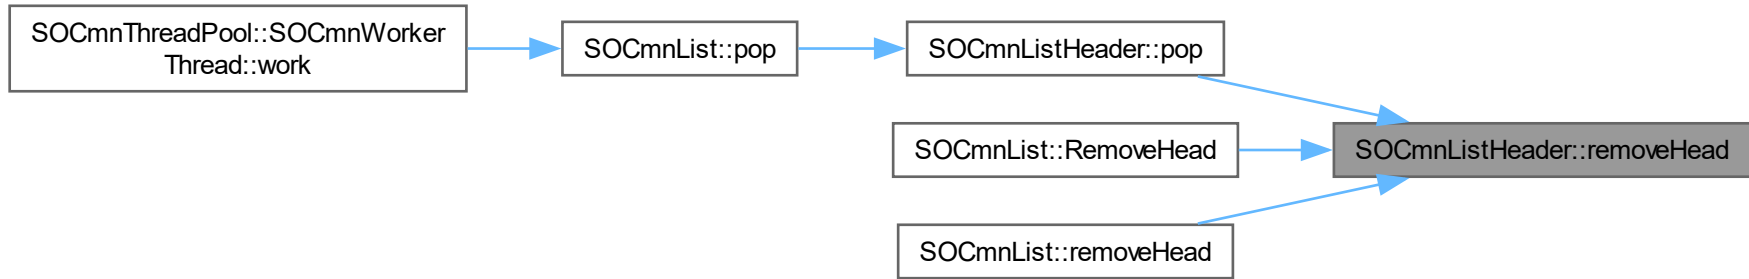 SOCmnThreadPool::SOCmnWorker
Thread::work
SOCmnList::pop
SOCmnListHeader::pop
SOCmnList::RemoveHead
SOCmnListHeader::removeHead
SOCmnList::removeHead